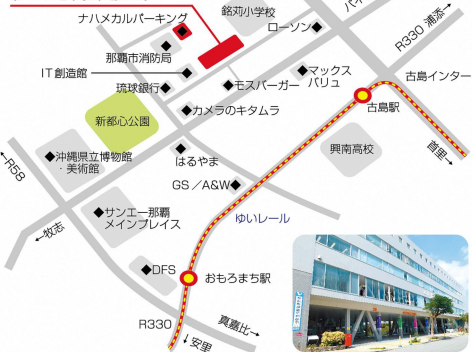 銘苅小学校
ナハメカルパーキング
ローソン
R330 浦添→
那覇市消防局
IT創造館
マックス
バリュ
古島インター
琉球銀行
モスバーガー
カメラのキタムラ
古島駅
新都心公園
興南高校
首里→
はるやま
←R58
沖縄県立博物館
・美術館
GS/A&W
ゆいレール
サンエー那覇
メインプレイス
←牧志
DFS
おもろまち駅
R330
真嘉比→
↓安里